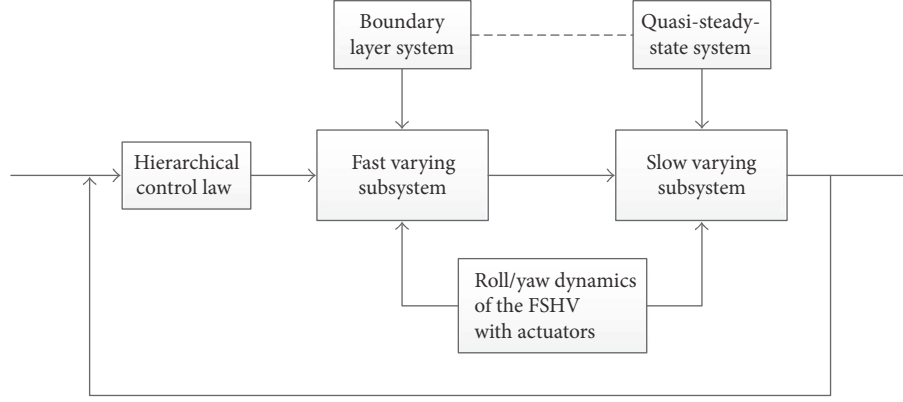 Boundary
layer system
Quasi-steady-
state system
Hierarchical
control law
Fast varying
subsystem
Slow varying
subsystem
Roll/yaw dynamics
of the FSHV
with actuators